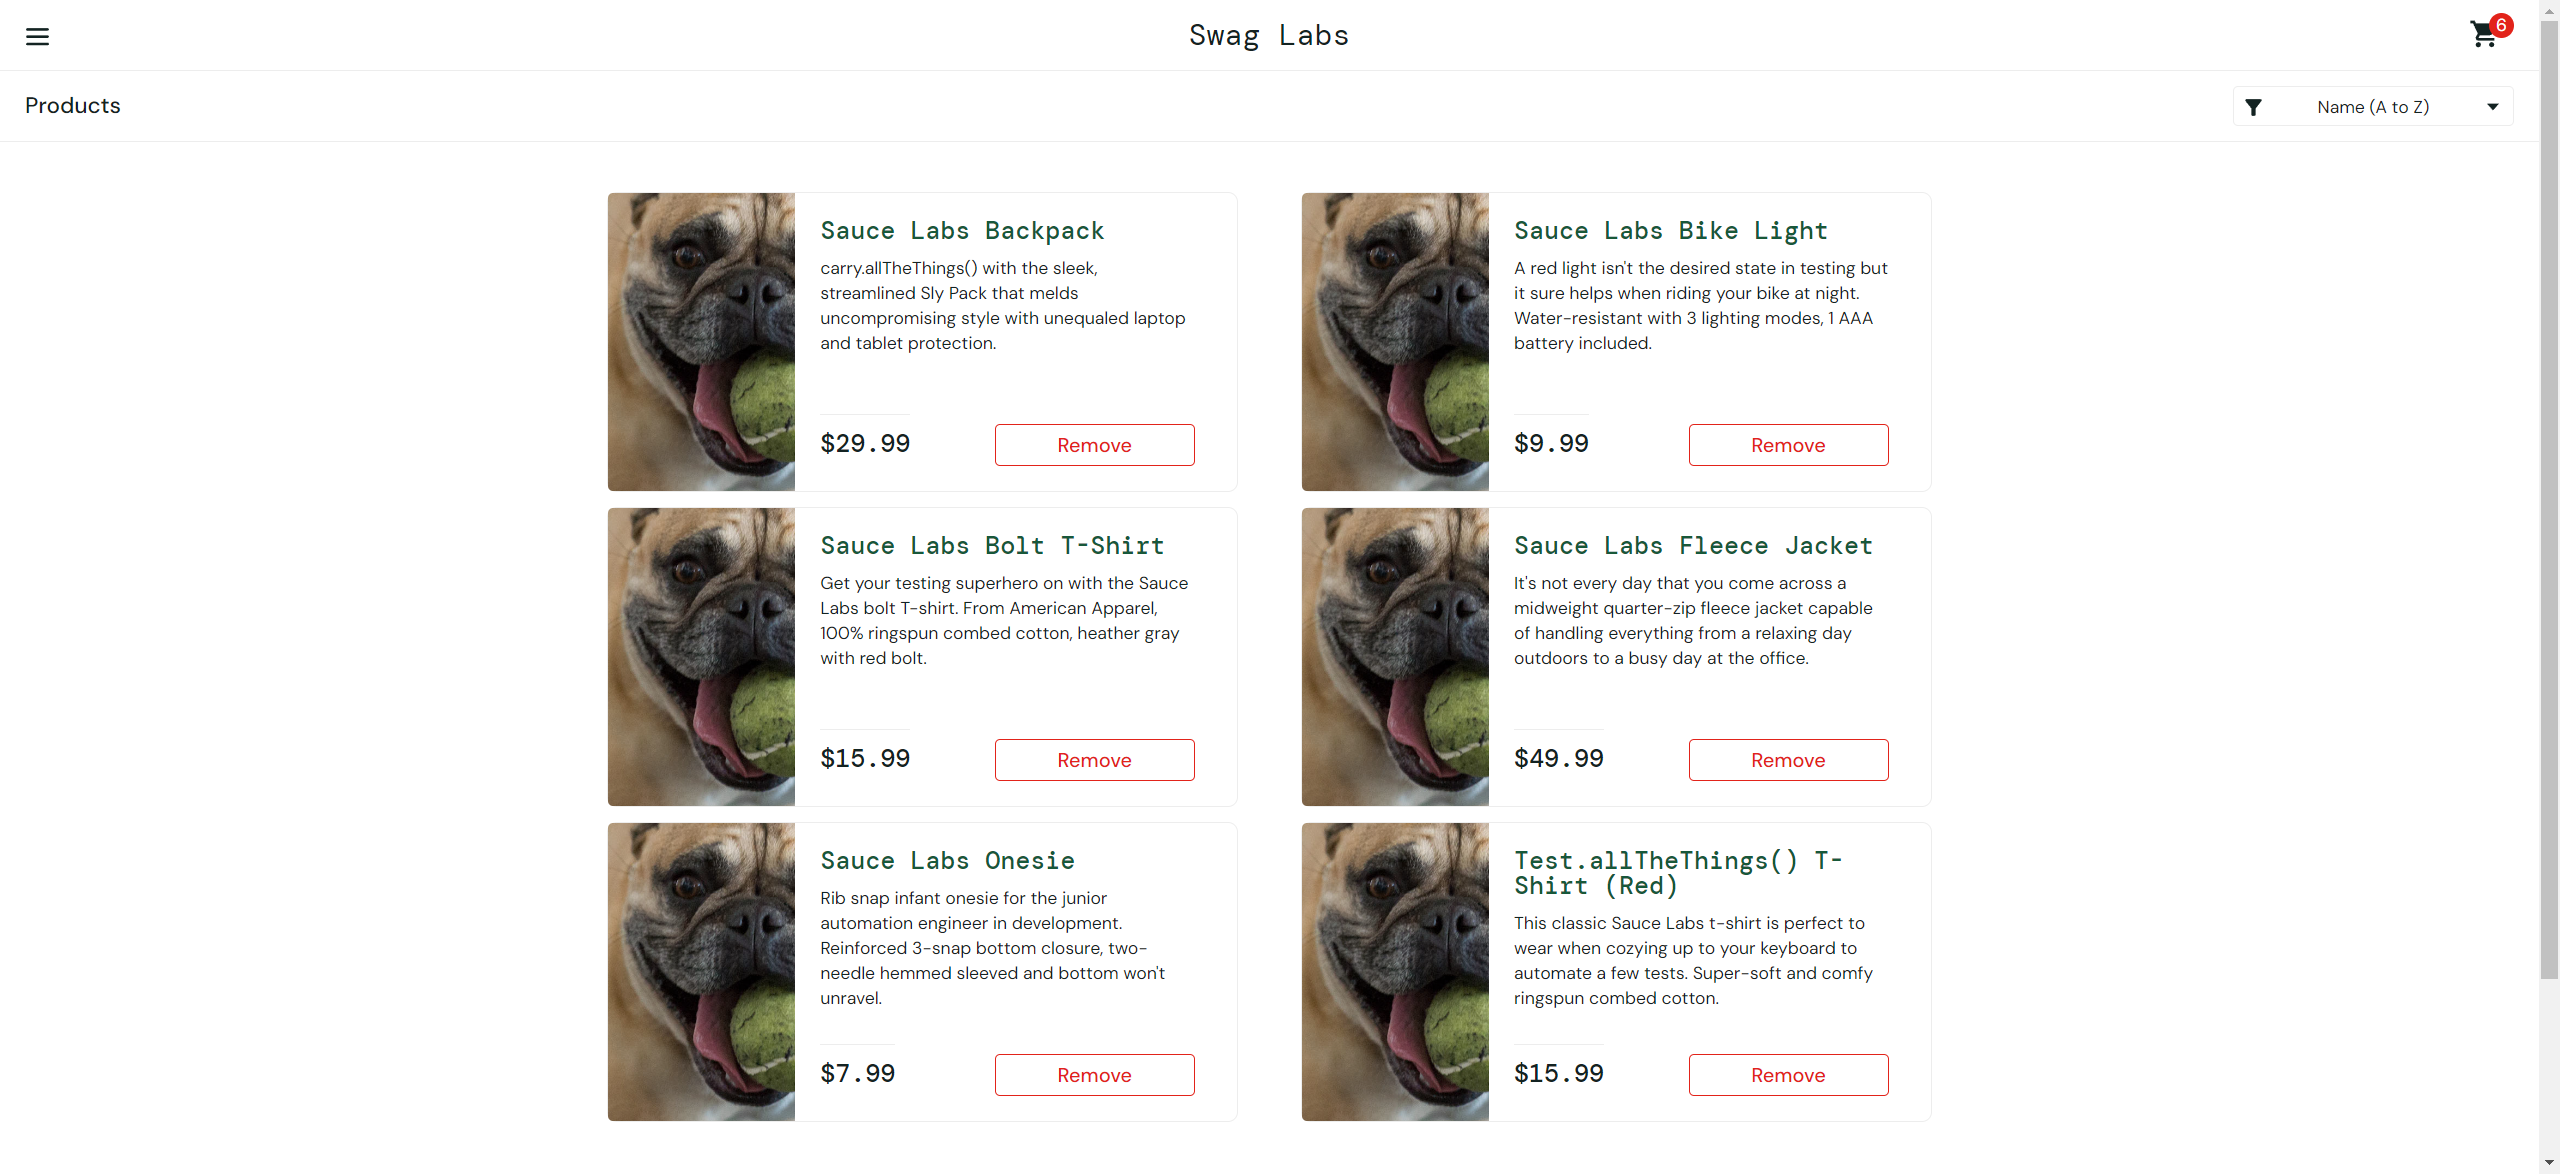 Swag Labs
6
Products
Name (A to Z)
Sauce Labs Backpack
carry.allTheThings() with the sleek,
streamlined Sly Pack that melds
uncompromising style with unequaled laptop
and tablet protection.
$29.99
Remove
Sauce Labs Bike Light
A red light isn't the desired state in testing but
it sure helps when riding your bike at night.
Water-resistant with 3 lighting modes, 1 AAA
battery included.
$9.99
Remove
Sauce Labs Bolt T-Shirt
Get your testing superhero on with the Sauce
Labs bolt T-shirt. From American Apparel,
100% ringspun combed cotton, heather gray
with red bolt.
$15.99
Remove
Sauce Labs Fleece Jacket
It's not every day that you come across a
midweight quarter-zip fleece jacket capable
of handling everything from a relaxing day
outdoors to a busy day at the office.
$49.99
Remove
Sauce Labs Onesie
Rib snap infant onesie for the junior
automation engineer in development.
Reinforced 3-snap bottom closure, two-
needle hemmed sleeved and bottom won't
unravel.
$7.99
Remove
Test.allTheThings() T-
Shirt (Red)
This classic Sauce Labs t-shirt is perfect to
wear when cozying up to your keyboard to
automate a few tests. Super-soft and comfy
ringspun combed cotton.
$15.99
Remove